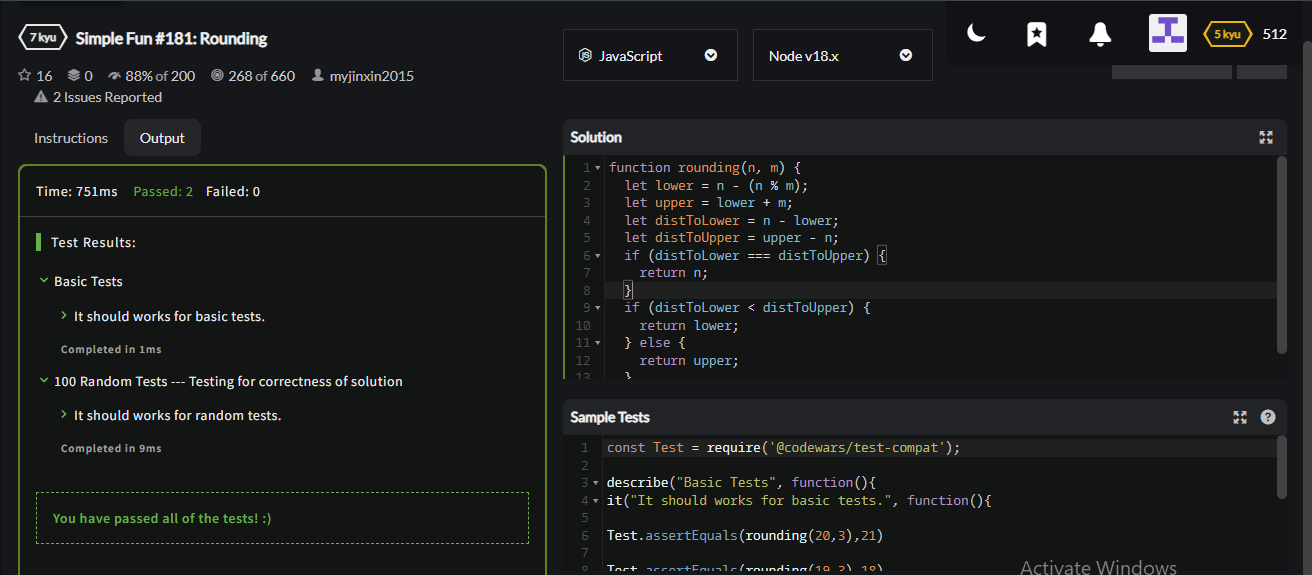 7 kyu Simple Fun #181: Rounding
16 0 88% of 200 268 of 660 myjinxin2015
2 Issues Reported
JavaScript
Node v18.x
5 kyu 512
Instructions Output
Time: 751ms Passed: 2 Failed: 0
Test Results:
Basic Tests
It should works for basic tests.
Completed in 1ms
100 Random Tests --- Testing for correctness of solution
It should works for random tests.
Completed in 9ms
You have passed all of the tests! :)
Solution
1 function rounding(n, m) {
2 let lower = n - (n % m);
3 let upper = lower + m;
4 let distToLower = n - lower;
5 let distToUpper = upper - n;
6 if (distToLower === distToUpper) {
7 return n;
8 }
9 if (distToLower < distToUpper) {
10 return lower;
11 } else {
12 return upper;
13 }
Sample Tests
1 const Test = require('@codewars/test-compat');
2
3 describe("Basic Tests", function(){
4 it("It should works for basic tests.", function(){
5
6 Test.assertEquals(rounding(20,3),21)
7
8 Test.assertEquals(rounding(19,3),18)
Activate Windows